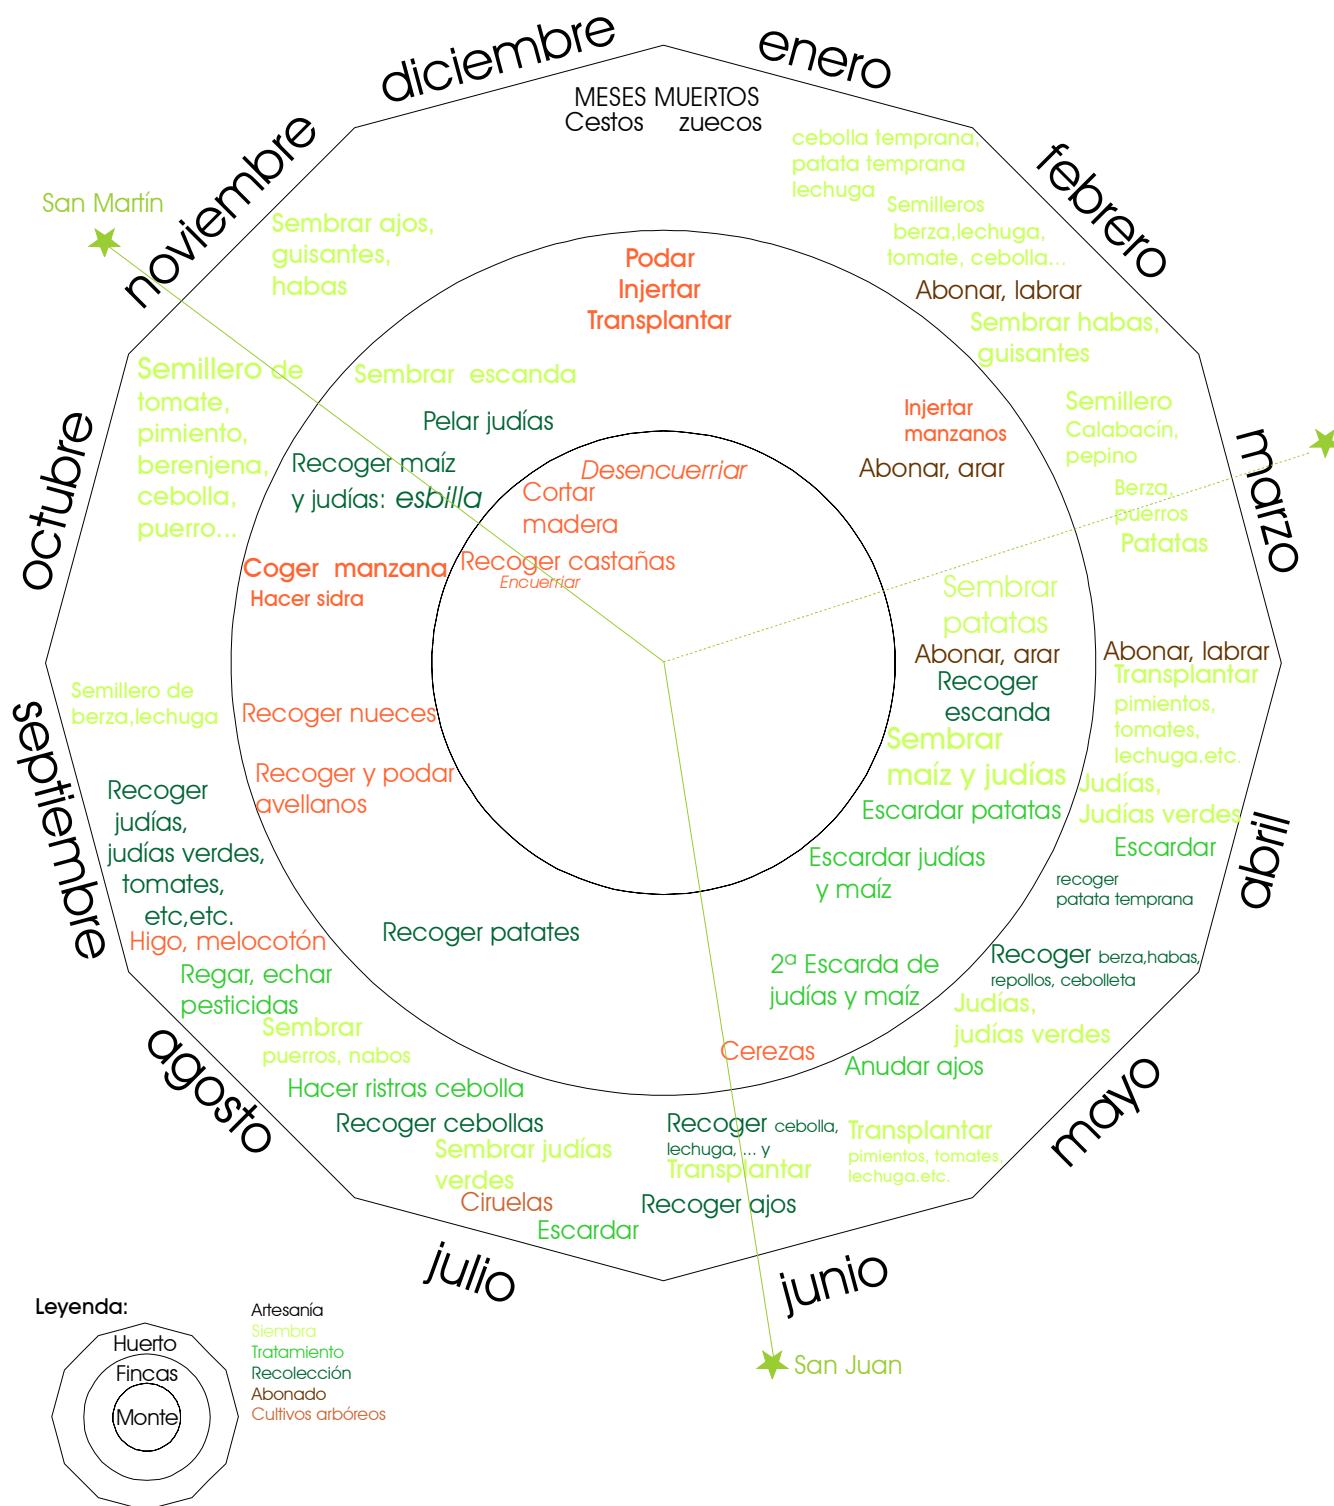 diciembre
enero
MESES MUERTOS
Cestos zuecos
noviembre
febrero
cebolla temprana,
patata temprana
lechuga
San Martín
Semilleros
berza,lechuga,
tomate, cebolla...
Sembrar ajos,
guisantes,
habas
Podar
Injertar
Transplantar
Abonar, labrar
Sembrar habas,
guisantes
Semillero de
tomate,
pimiento,
berenjena,
cebolla,
puerro...
Sembrar escanda
Pelar judías
Recoger maíz
y judías: esbilla
Injertar
manzanos
Abonar, arar
Semillero
Calabacín,
pepino
Berza,
puerros
Patatas
octubre
marzo
Desencuerriar
Cortar
madera
Recoger castañas
Encuerriar
Coger manzana
Hacer sidra
Sembrar
patatas
Abonar, arar
Recoger
escanda
Sembrar
maíz y judías
Escardar patatas
Escardar judías
y maíz
Abonar, labrar
Transplantar
pimientos,
tomates,
lechuga.etc.
Judías,
Judías verdes
Escardar
recoger
patata temprana
abril
Semillero de
berza,lechuga
Recoger nueces
Recoger y podar
avellanos
septiembre
Recoger
judías,
judías verdes,
tomates,
etc,etc.
Higo, melocotón
Regar, echar
pesticidas
Recoger patates
2ª Escarda de
judías y maíz
Recoger berza,habas,
repollos, cebolleta
Judías,
judías verdes
Cerezas
Anudar ajos
Sembrar
puerros, nabos
Hacer ristras cebolla
Recoger cebollas
agosto
mayo
Sembrar judías
verdes
Ciruelas
Escardar
Recoger cebolla,
lechuga, ... y
Transplantar
Recoger ajos
Transplantar
pimientos, tomates,
lechuga.etc.
julio
junio
San Juan
Leyenda:
Huerto
Fincas
Monte
Artesanía
Siembra
Tratamiento
Recolección
Abonado
Cultivos arbóreos